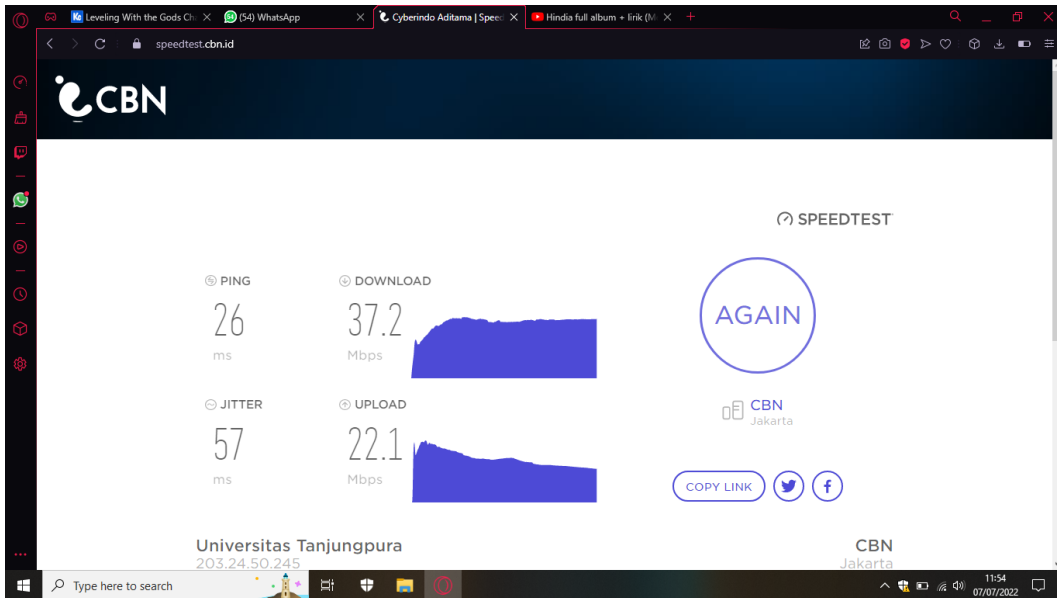 Leveling With the Gods Ch
(54) WhatsApp
Cyberindo Aditama | Speed
Hindia full album + lirik (M
speedtest.cbn.id
CBN
SPEEDTEST
PING
26
ms
DOWNLOAD
37.2
Mbps
AGAIN
JITTER
57
ms
UPLOAD
22.1
Mbps
CBN
Jakarta
COPY LINK
Universitas Tanjungpura
203.24.50.245
CBN
Jakarta
Type here to search
11:54
07/07/2022